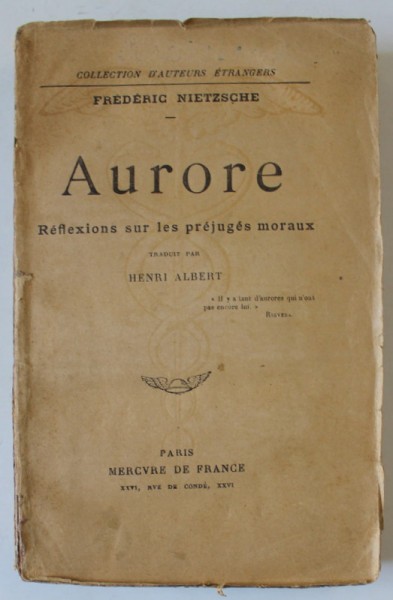 COLLECTION D'AUTEURS ÉTRANGERS
FRÉDÉRIC NIETZSCHE
Aurore
Réflexions sur les préjugés moraux
TRADUIT PAR
HENRI ALBERT
« Il y a tant d'aurores qui n'ont
pas encore lui »
PARIS
MERCVRE DE FRANCE
XXVI, RVE DE CONDÉ, XXVI